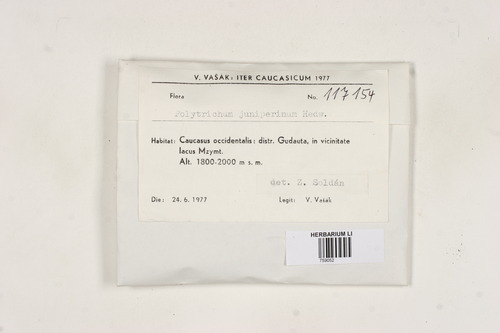 V. VAŠÁK: ITER CAUCASICUM 1977
Flora No. 117154
Polytrichum juniperinum Hedw.
Habitat: Caucasus occidentalis: distr. Gudauta, in vicinitate
lacus Mzymt.
Alt. 1800-2000 m s. m.
det. Z. Soldán
Die: 24. 6. 1977 Legit: V. Vašák
HERBARIUM LI